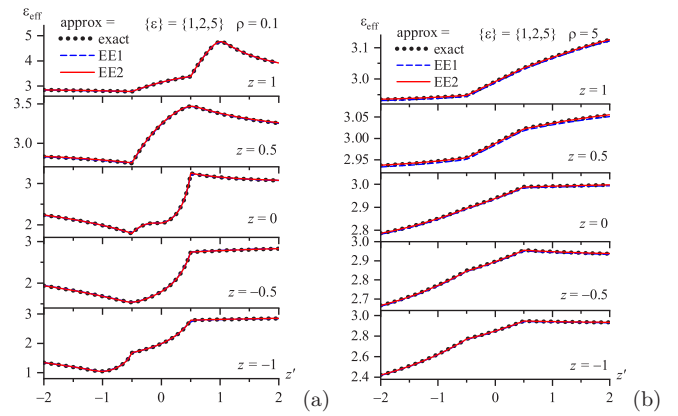 ε_eff
approx = {ε} = {1,2,5} ρ = 0.1
exact
EE1
EE2
5
4
3
z = 1
3.0
2.5
z = 0.5
3
2
z = 0
3
2
z = −0.5
3
2
1
z = −1
−2 −1 0 1 z′ 2
(a)
ε_eff
approx = {ε} = {1,2,5} ρ = 5
exact
EE1
EE2
3.1
3.0
z = 1
3.05
2.95
z = 0.5
3.0
2.9
2.8
z = 0
3.0
2.9
2.8
2.7
z = −0.5
3.0
2.8
2.6
2.4
z = −1
−2 −1 0 1 z′ 2
(b)